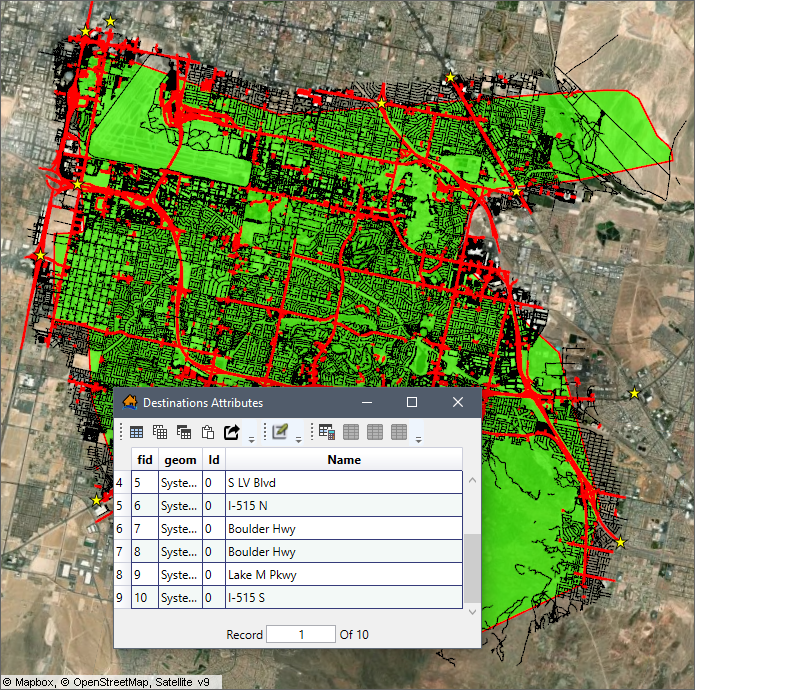 Destinations Attributes
fid geom Id Name
4 5 Syste... 0 S LV Blvd
5 6 Syste... 0 I-515 N
6 7 Syste... 0 Boulder Hwy
7 8 Syste... 0 Boulder Hwy
8 9 Syste... 0 Lake M Pkwy
9 10 Syste... 0 I-515 S
Record 1 Of 10
© Mapbox, © OpenStreetMap, Satellite v9